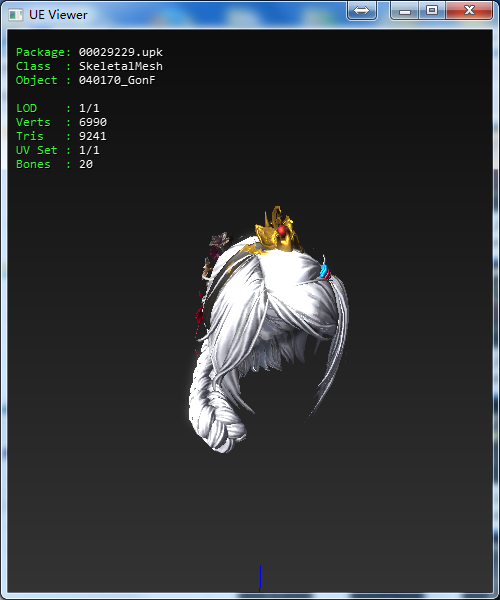 UE Viewer
Package: 00029229.upk
Class : SkeletalMesh
Object : 040170_GonF
LOD : 1/1
Verts : 6990
Tris : 9241
UV Set : 1/1
Bones : 20